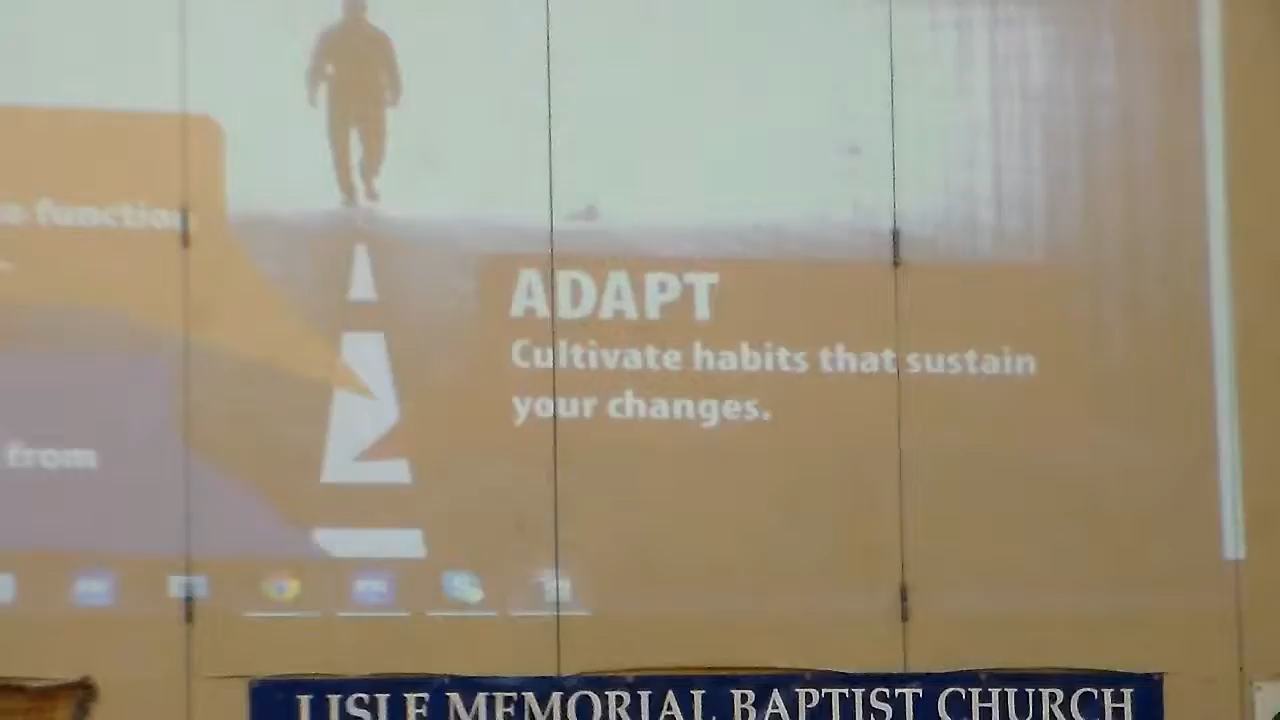 function
ADAPT
Cultivate habits that sustain
your changes.
from
LISLE MEMORIAL BAPTIST CHURCH